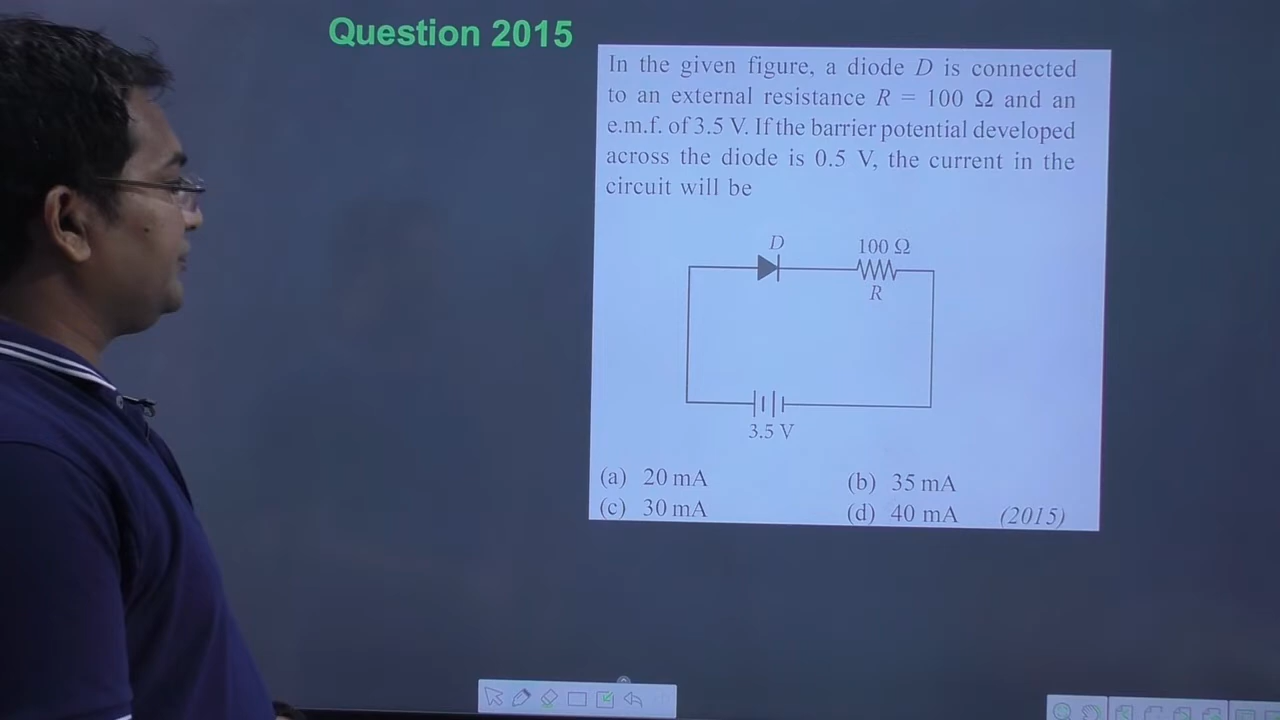 Question 2015
In the given figure, a diode D is connected
to an external resistance R = 100 Ω and an
e.m.f. of 3.5 V. If the barrier potential developed
across the diode is 0.5 V, the current in the
circuit will be
D
100 Ω
R
3.5 V
(a) 20 mA (b) 35 mA
(c) 30 mA (d) 40 mA (2015)